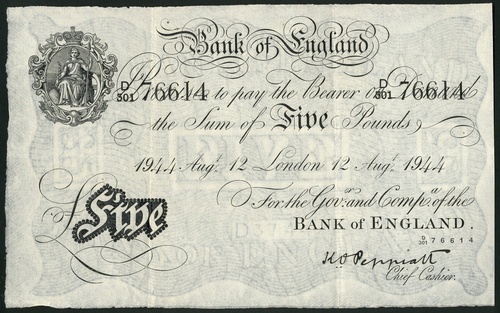 Bank of England
D/301 76614 to pay the Bearer on D/301 76614
the Sum of Five Pounds
1944 Augt. 12 London 12 Augt. 1944
For the Govr. and Compa. of the
BANK of ENGLAND.
D/301 76614
£Five
K O Peppiatt
Chief Cashier.